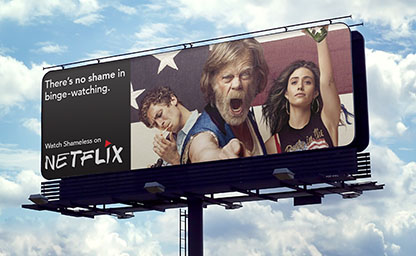 There's no shame in
binge-watching.
Watch Shameless on
NETFLIX